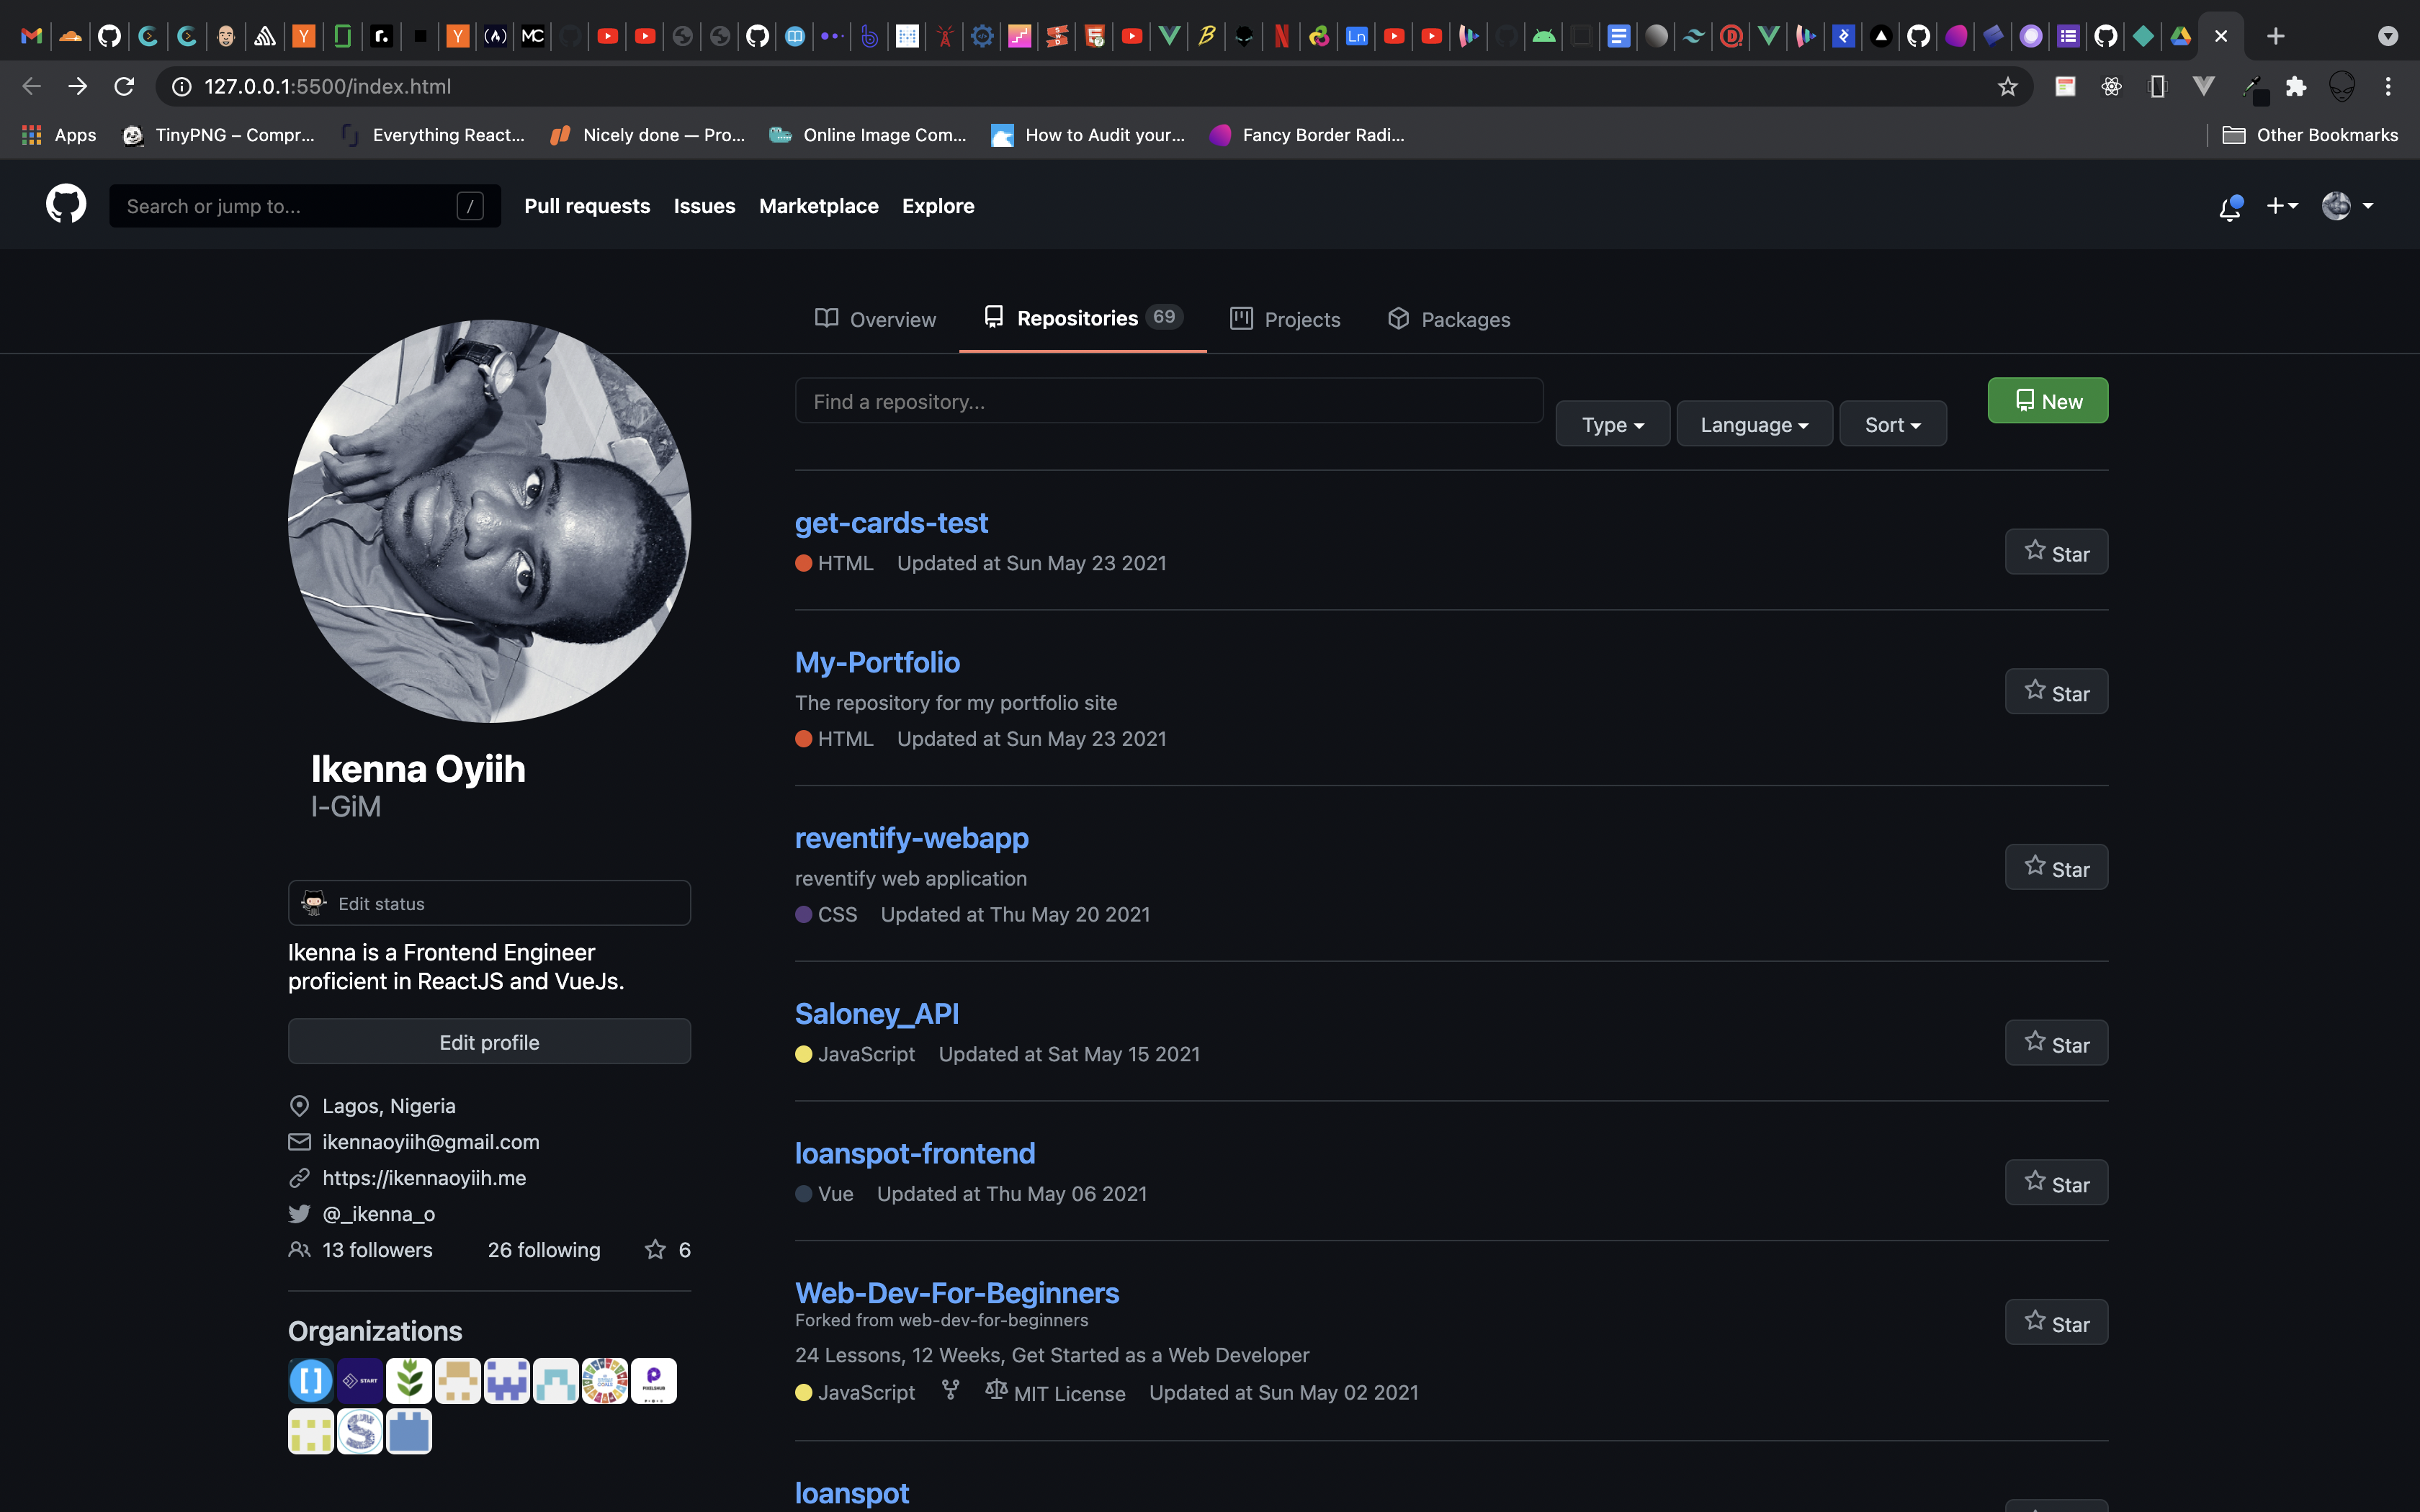 127.0.0.1:5500/index.html
Apps
TinyPNG – Compr...
Everything React...
Nicely done — Pro...
Online Image Com...
How to Audit your...
Fancy Border Radi...
Other Bookmarks
Search or jump to...
/
Pull requests
Issues
Marketplace
Explore
Overview
Repositories 69
Projects
Packages
Find a repository...
Type
Language
Sort
New
Ikenna Oyiih
I-GiM
Edit status
Ikenna is a Frontend Engineer
proficient in ReactJS and VueJs.
Edit profile
Lagos, Nigeria
ikennaoyiih@gmail.com
https://ikennaoyiih.me
@_ikenna_o
13 followers 26 following 6
Organizations
START
get-cards-test
HTML Updated at Sun May 23 2021
Star
My-Portfolio
The repository for my portfolio site
HTML Updated at Sun May 23 2021
Star
reventify-webapp
reventify web application
CSS Updated at Thu May 20 2021
Star
Saloney_API
JavaScript Updated at Sat May 15 2021
Star
loanspot-frontend
Vue Updated at Thu May 06 2021
Star
Web-Dev-For-Beginners
Forked from web-dev-for-beginners
24 Lessons, 12 Weeks, Get Started as a Web Developer
JavaScript MIT License Updated at Sun May 02 2021
Star
loanspot